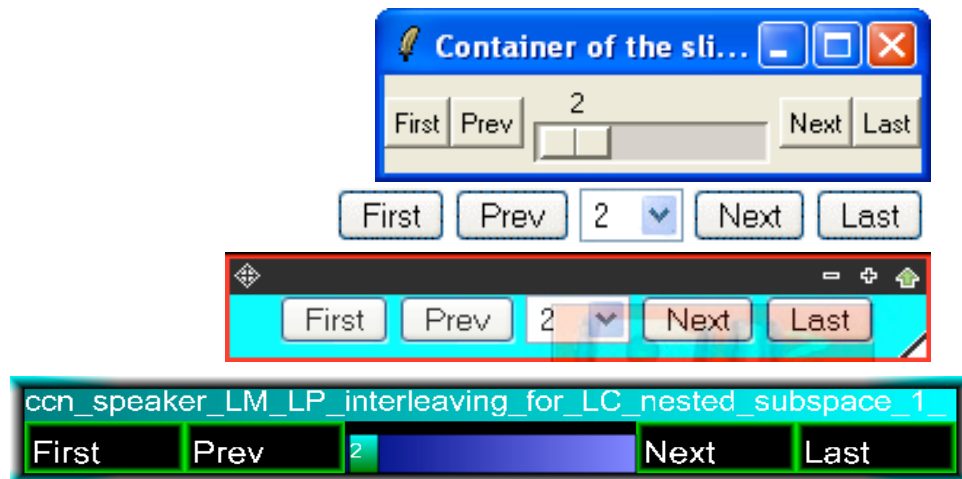 Container of the sli...
2
First Prev Next Last
First Prev 2 Next Last
First Prev 2 Next Last
ccn_speaker_LM_LP_interleaving_for_LC_nested_subspace_1_
First Prev 2 Next Last